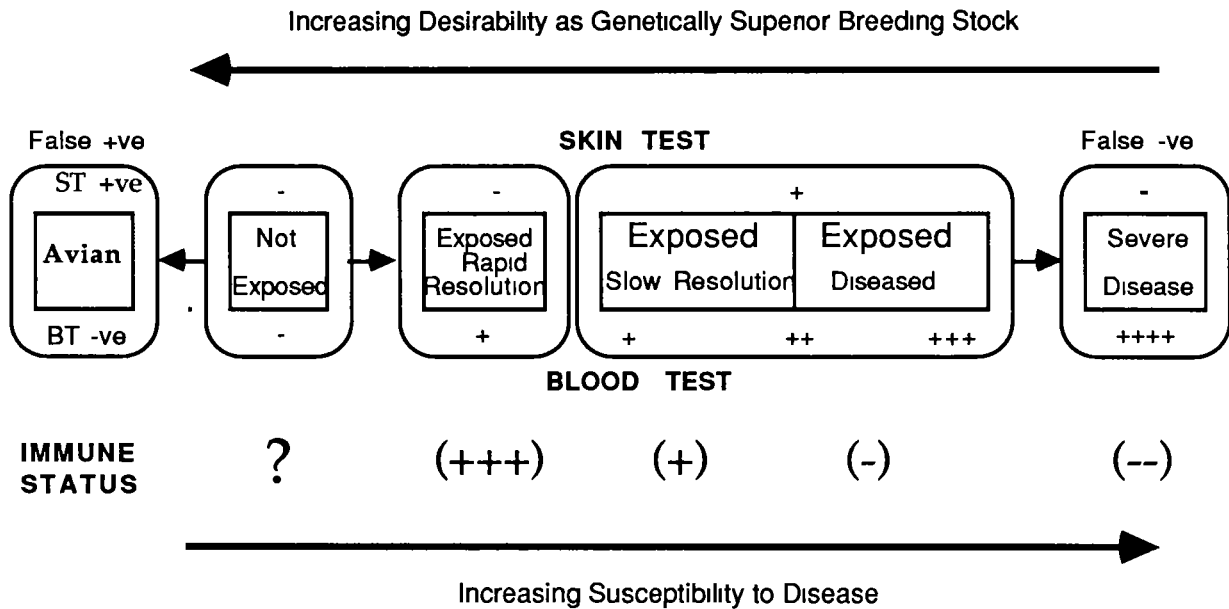 Increasing Desirability as Genetically Superior Breeding Stock
False +ve
SKIN TEST
False -ve
ST +ve
-
-
+
-
Avian
Not
Exposed
Exposed
Rapid
Resolution
Exposed
Slow Resolution
Exposed
Diseased
Severe
Disease
BT -ve
-
+
+
++
+++
++++
BLOOD TEST
IMMUNE
STATUS
?
(+++)
(+)
(-)
(--)
Increasing Susceptibility to Disease